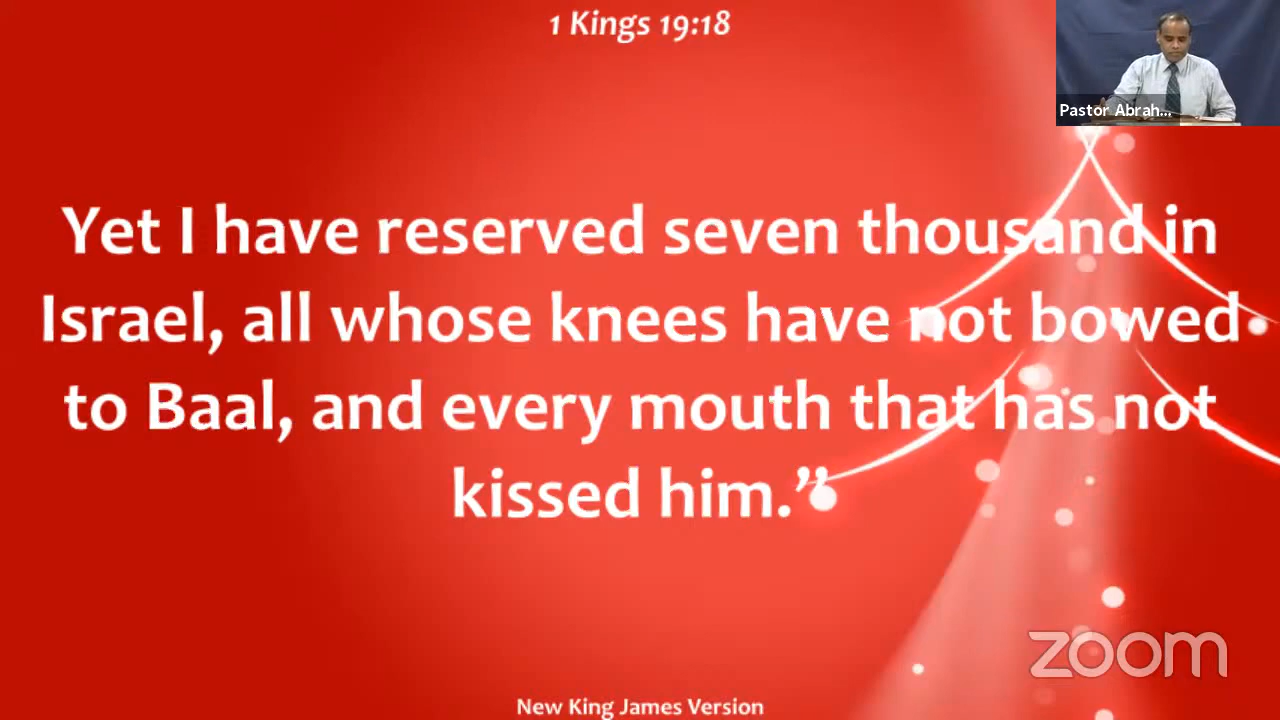 1 Kings 19:18
Pastor Abrah...
Yet I have reserved seven thousand in
Israel, all whose knees have not bowed
to Baal, and every mouth that has not
kissed him.”
zoom
New King James Version